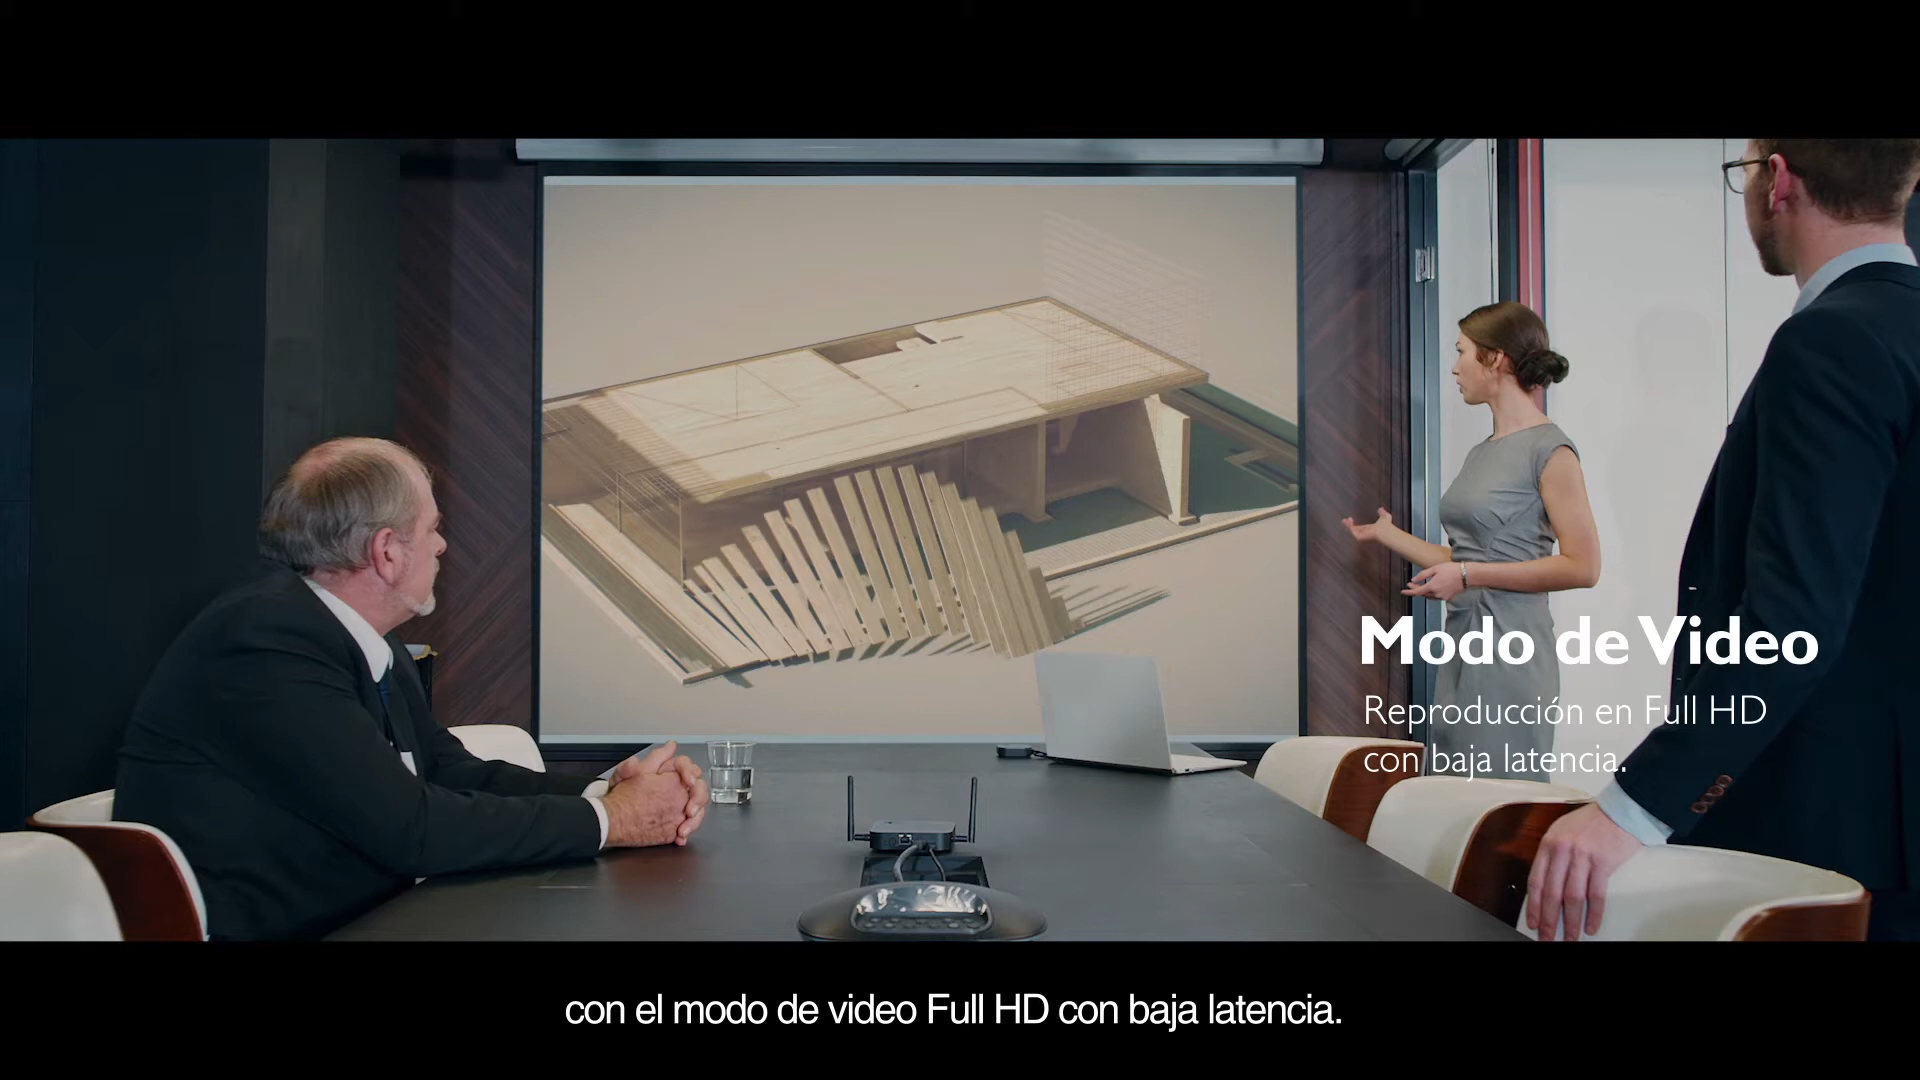 Modo de Video
Reproducción en Full HD
con baja latencia.
con el modo de video Full HD con baja latencia.